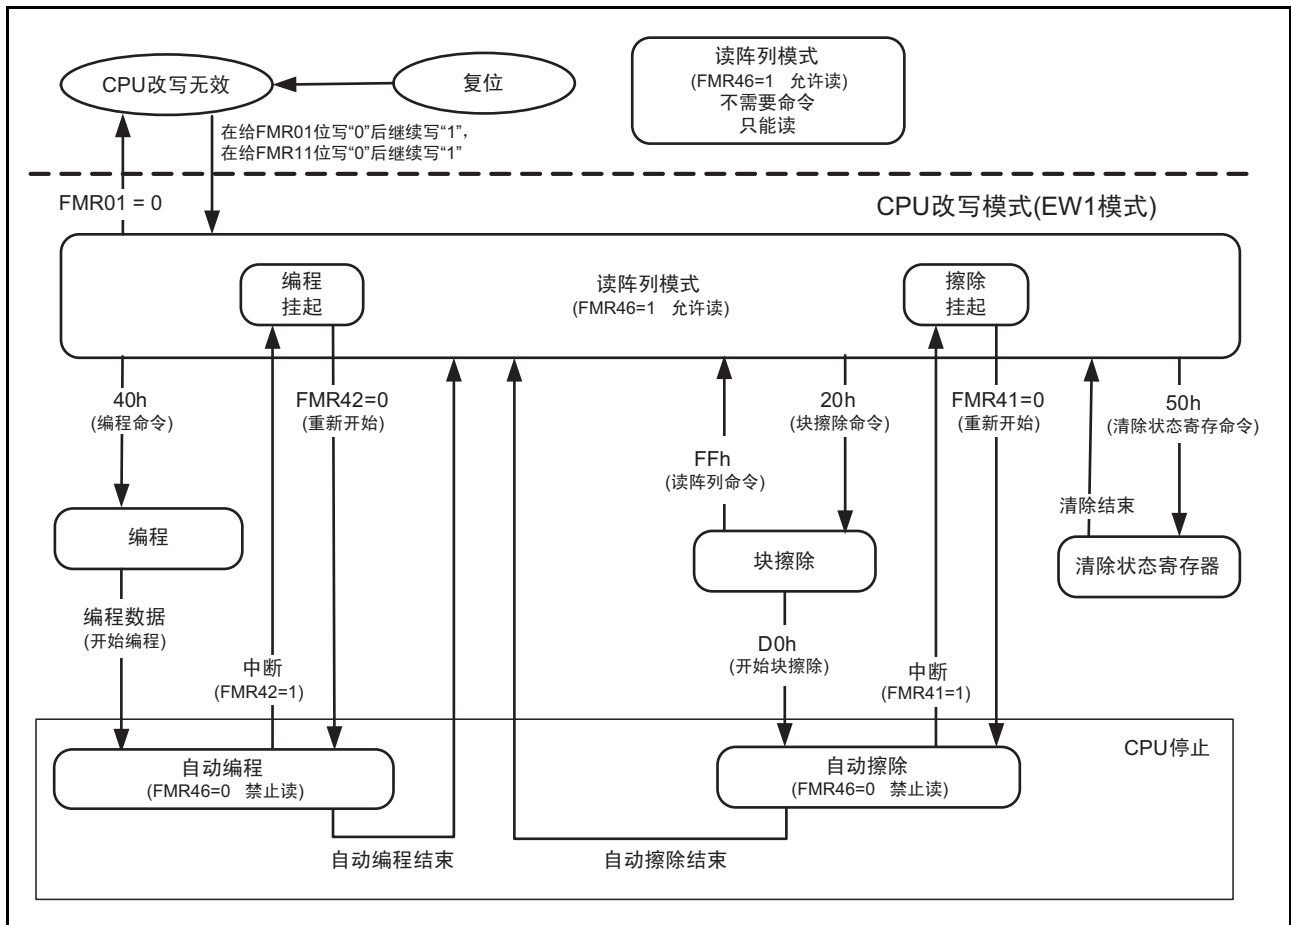 CPU改写无效
复位
读阵列模式
(FMR46=1 允许读)
不需要命令
只能读
在给FMR01位写“0”后继续写“1”,
在给FMR11位写“0”后继续写“1”
FMR01 = 0
CPU改写模式(EW1模式)
编程
挂起
读阵列模式
(FMR46=1 允许读)
擦除
挂起
40h
(编程命令)
FMR42=0
(重新开始)
20h
(块擦除命令)
FMR41=0
(重新开始)
50h
(清除状态寄存命令)
FFh
(读阵列命令)
清除结束
编程
块擦除
清除状态寄存器
编程数据
(开始编程)
D0h
(开始块擦除)
中断
(FMR42=1)
中断
(FMR41=1)
CPU停止
自动编程
(FMR46=0 禁止读)
自动擦除
(FMR46=0 禁止读)
自动编程结束
自动擦除结束